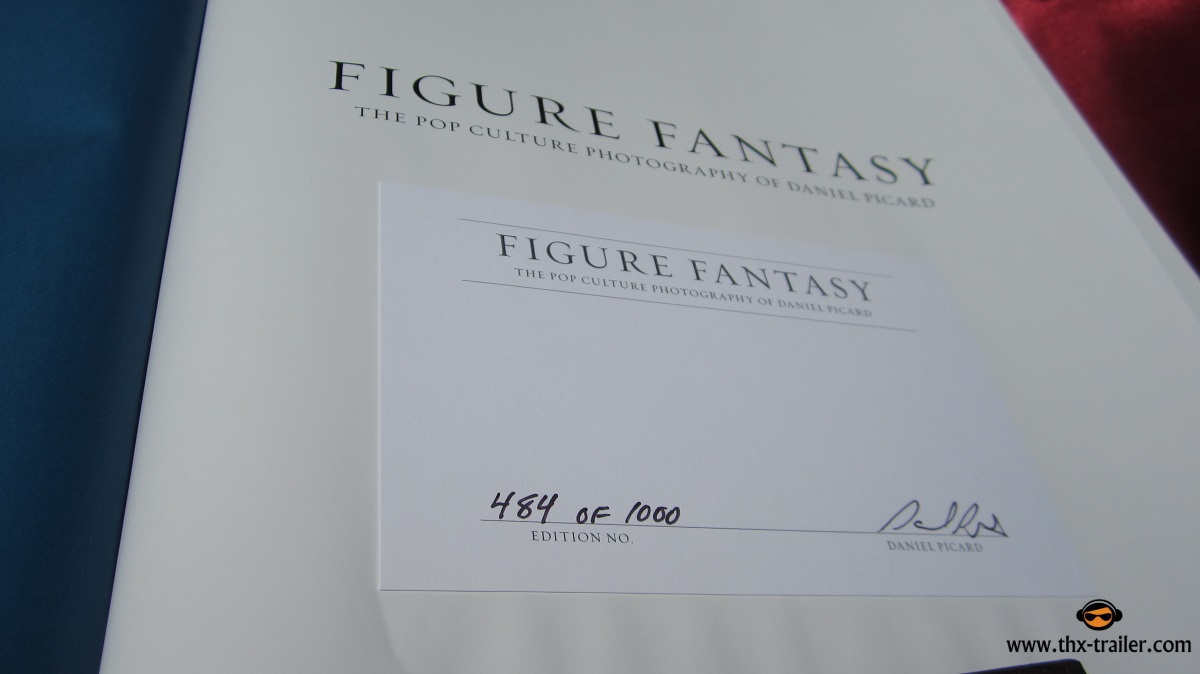 FIGURE FANTASY
THE POP CULTURE PHOTOGRAPHY OF DANIEL PICARD
FIGURE FANTASY
THE POP CULTURE PHOTOGRAPHY OF DANIEL PICARD
484 OF 1000
EDITION NO.
DANIEL PICARD
www.thx-trailer.com